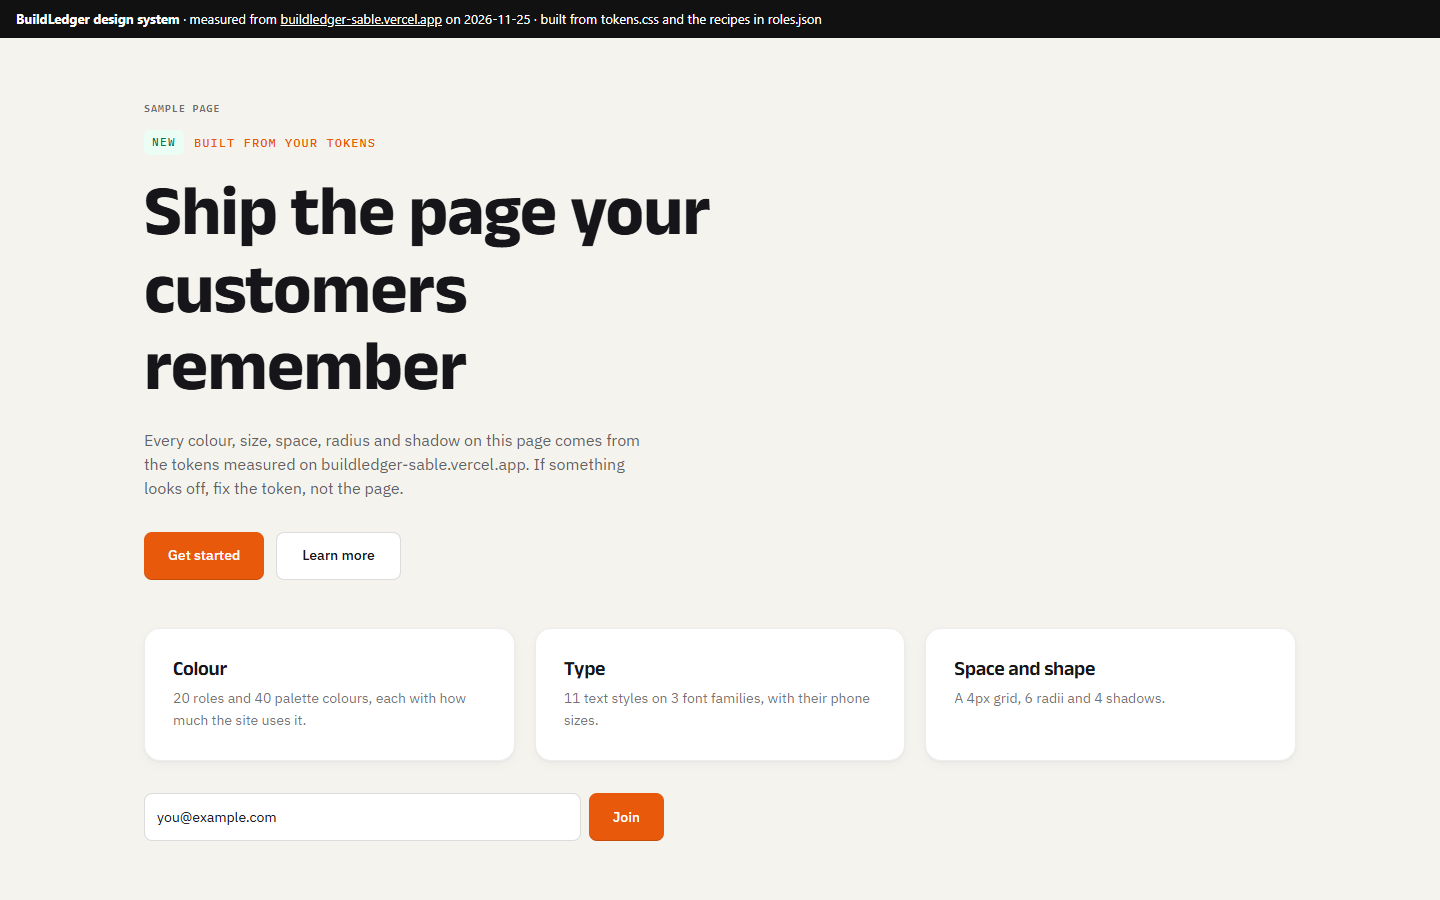 BuildLedger design system · measured from buildledger-sable.vercel.app on 2026-11-25 · built from tokens.css and the recipes in roles.json
SAMPLE PAGE
NEW BUILT FROM YOUR TOKENS
Ship the page your
customers
remember
Every colour, size, space, radius and shadow on this page comes from
the tokens measured on buildledger-sable.vercel.app. If something
looks off, fix the token, not the page.
Get started Learn more
Colour
20 roles and 40 palette colours, each with how
much the site uses it.
Type
11 text styles on 3 font families, with their phone
sizes.
Space and shape
A 4px grid, 6 radii and 4 shadows.
you@example.com Join